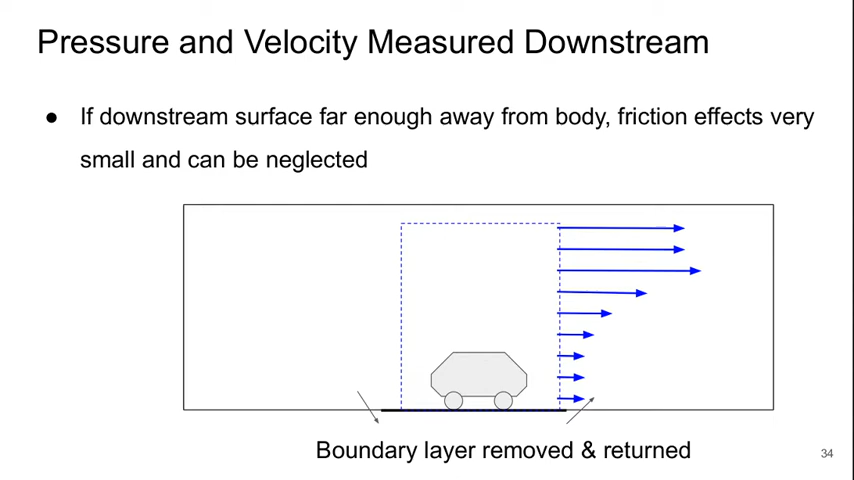 Pressure and Velocity Measured Downstream
● If downstream surface far enough away from body, friction effects very
small and can be neglected
Boundary layer removed & returned
34